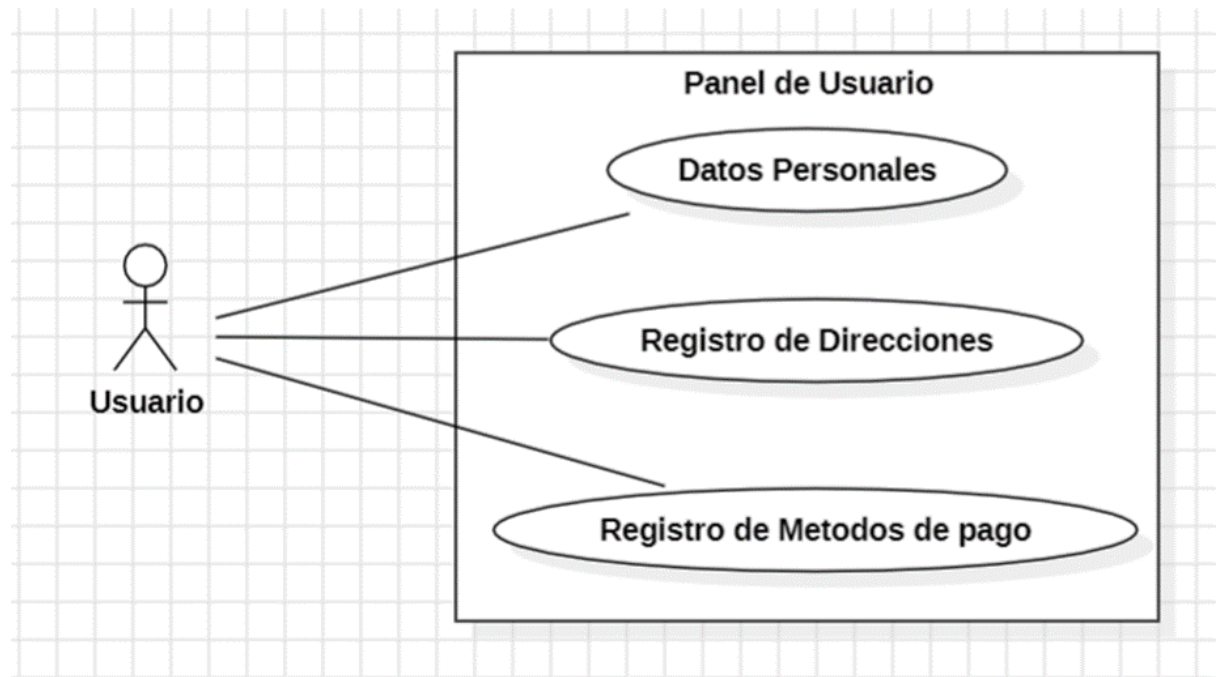 Panel de Usuario
Datos Personales
Registro de Direcciones
Usuario
Registro de Metodos de pago